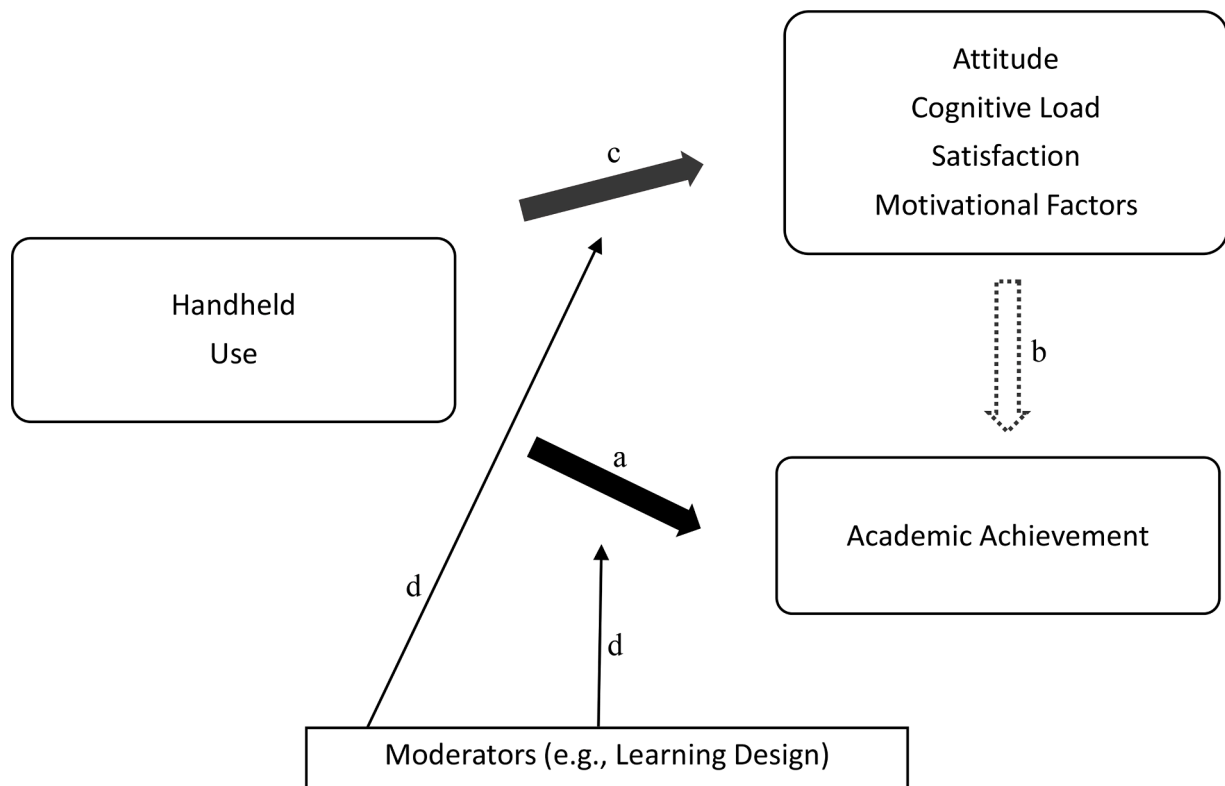 Attitude
Cognitive Load
Satisfaction
Motivational Factors
c
Handheld
Use
b
a
Academic Achievement
d
d
Moderators (e.g., Learning Design)